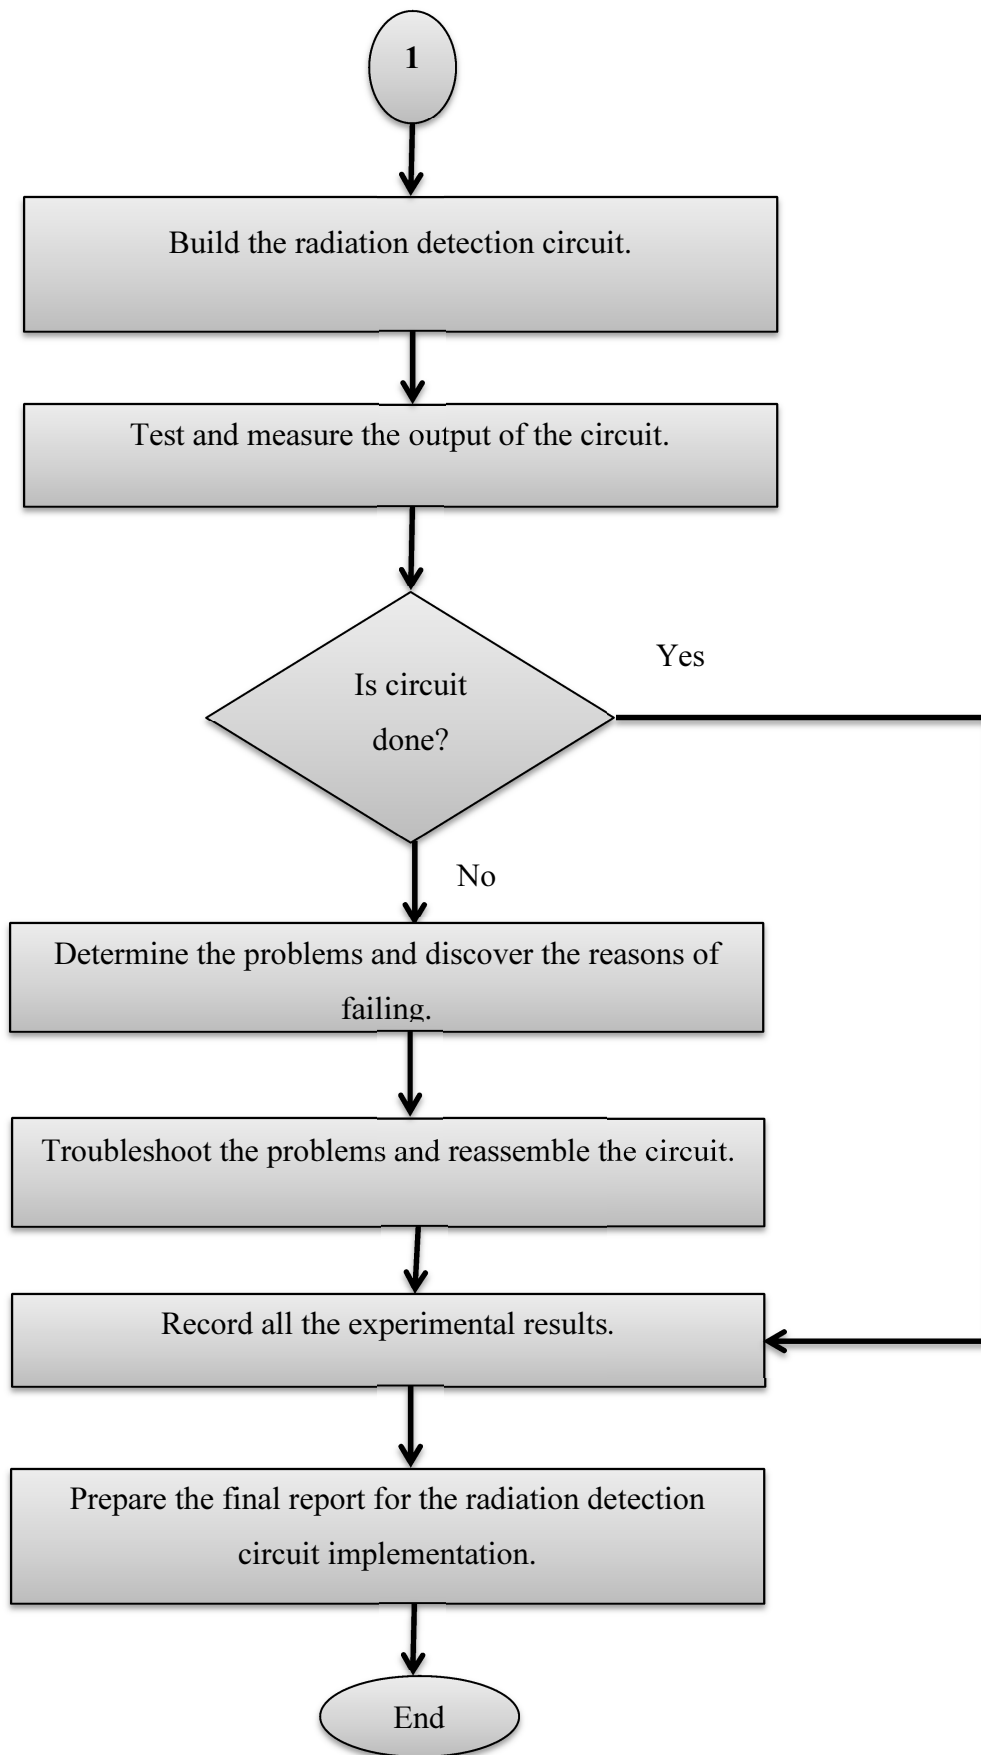 1
Build the radiation detection circuit.
Test and measure the output of the circuit.
Is circuit
done?
Yes
No
Determine the problems and discover the reasons of
failing.
Troubleshoot the problems and reassemble the circuit.
Record all the experimental results.
Prepare the final report for the radiation detection
circuit implementation.
End